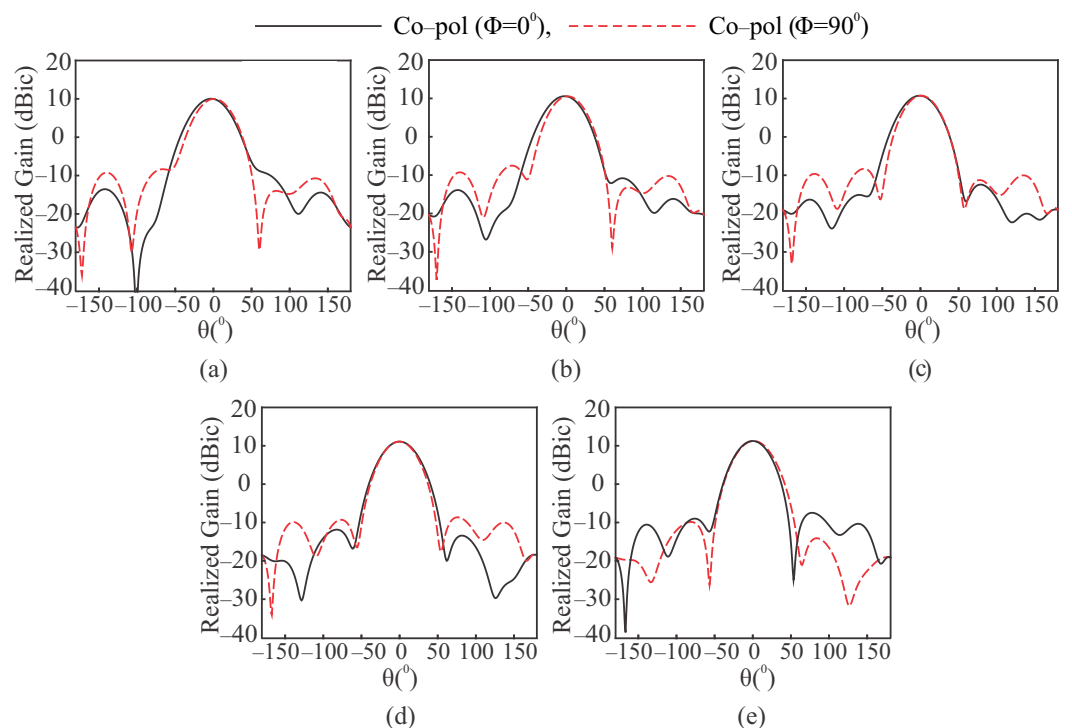 Co–pol (Φ=0⁰), Co–pol (Φ=90⁰)
20 20 20
10 10 10
0 0 0
–10 –10 –10
–20 –20 –20
–30 –30 –30
–40 –40 –40
Realized Gain (dBic) Realized Gain (dBic) Realized Gain (dBic)
–150 –100 –50 0 50 100 150 –150 –100 –50 0 50 100 150 –150 –100 –50 0 50 100 150
θ(⁰) θ(⁰) θ(⁰)
(a) (b) (c)
20 20
10 10
0 0
–10 –10
–20 –20
–30 –30
–40 –40
Realized Gain (dBic) Realized Gain (dBic)
–150 –100 –50 0 50 100 150 –150 –100 –50 0 50 100 150
θ(⁰) θ(⁰)
(d) (e)